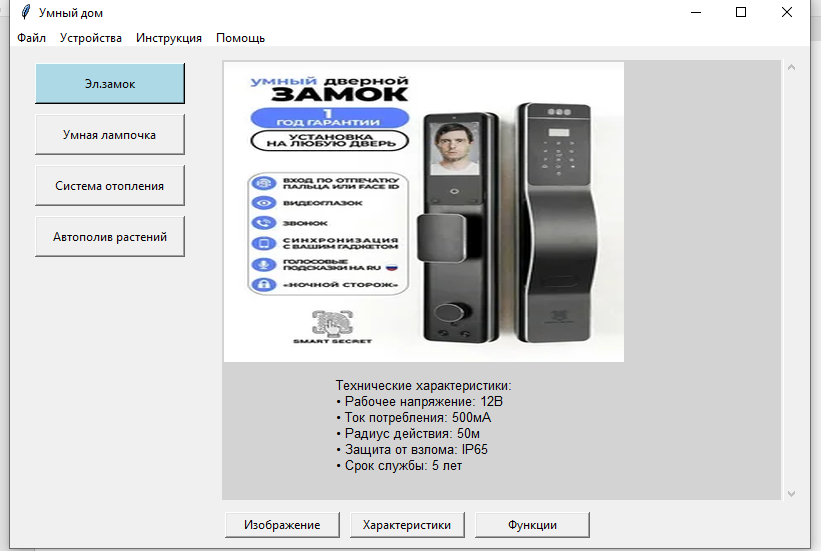 Умный дом
Файл Устройства Инструкция Помощь
Эл.замок
Умная лампочка
Система отопления
Автополив растений
умный дверной
ЗАМОК
1
ГОД ГАРАНТИИ
УСТАНОВКА
НА ЛЮБУЮ ДВЕРЬ
ВХОД ПО ОТПЕЧАТКУ
ПАЛЬЦА ИЛИ FACE ID
ВИДЕОГЛАЗОК
ЗВОНОК
СИНХРОНИЗАЦИЯ
С ВАШИМ ГАДЖЕТОМ
ГОЛОСОВЫЕ
ПОДСКАЗКИ НА RU
«НОЧНОЙ СТОРОЖ»
SMART SECRET
Технические характеристики:
• Рабочее напряжение: 12В
• Ток потребления: 500мА
• Радиус действия: 50м
• Защита от взлома: IP65
• Срок службы: 5 лет
Изображение Характеристики Функции